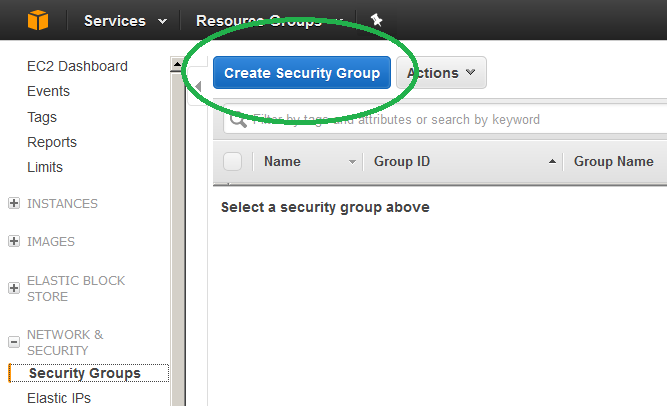 Services
Resource Groups
EC2 Dashboard
Events
Tags
Reports
Limits
INSTANCES
IMAGES
ELASTIC BLOCK
STORE
NETWORK &
SECURITY
Security Groups
Elastic IPs
Create Security Group
Actions
Filter by tags and attributes or search by keyword
Name
Group ID
Group Name
Select a security group above